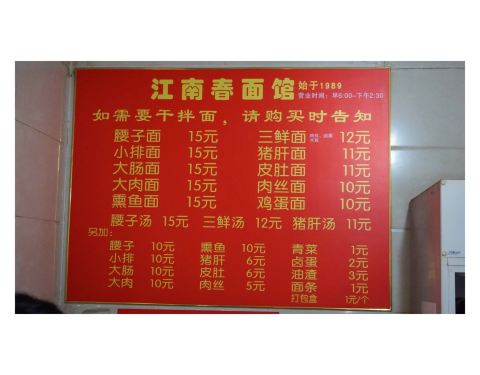 江南春面馆 始于1989
营业时间：早6:00-下午2:30
如需要干拌面，请购买时告知
腰子面 15元 三鲜面 12元
小排面 15元 猪肝面 11元
大肠面 15元 皮肚面 11元
大肉面 15元 肉丝面 10元
熏鱼面 15元 鸡蛋面 10元
腰子汤 15元 三鲜汤 12元 猪肝汤 11元
另加：
腰子 10元 熏鱼 10元 青菜 1元
小排 10元 猪肝 6元 卤蛋 2元
大肠 10元 皮肚 6元 油渣 3元
大肉 10元 肉丝 5元 面条 1元
打包盒 1元/个